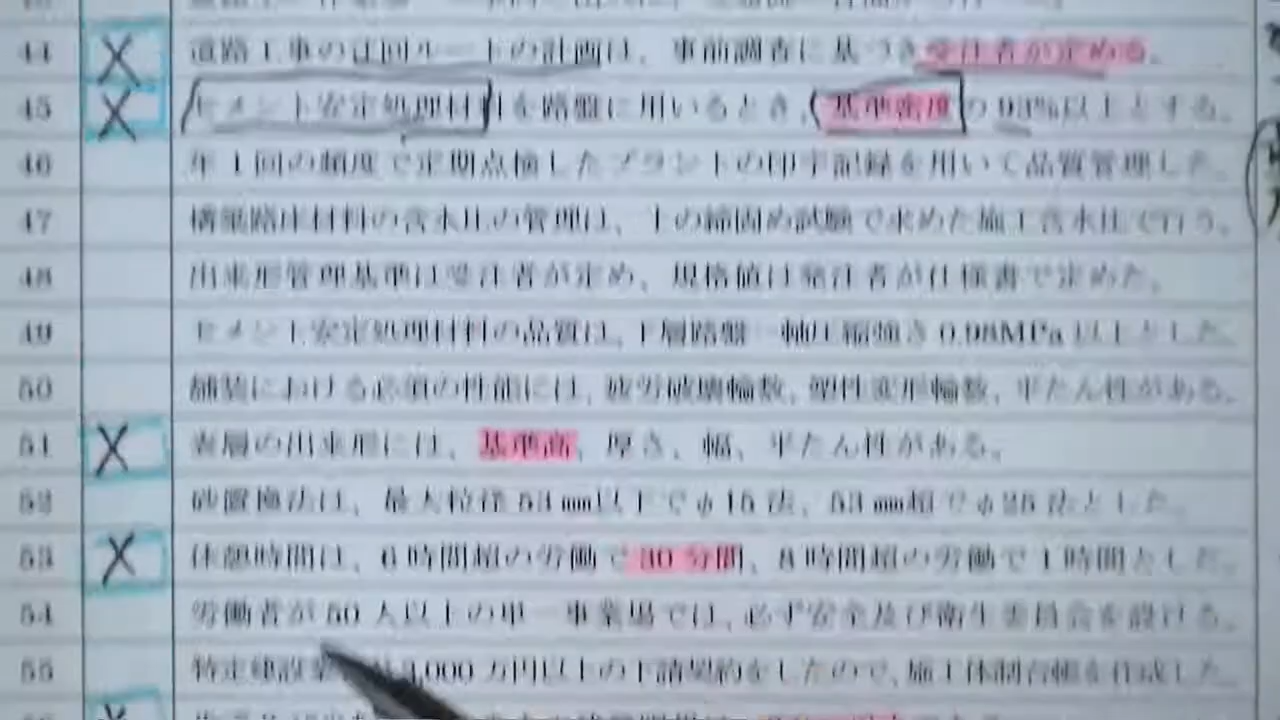 44 X 道路工事の迂回ルートの計画は、事前調査に基づき受注者が定める。
45 X セメント安定処理材料を路盤に用いるとき、基準密度の93%以上とする。
46 年1回の頻度で定期点検したプラントの印字記録を用いて品質管理した。
47 構築路床材料の含水比の管理は、土の締固め試験で求めた施工含水比で行う。
48 出来形管理基準は受注者が定め、規格値は発注者が仕様書で定めた。
49 セメント安定処理材料の品質は、下層路盤一軸圧縮強さ0.98MPa以上とした。
50 舗装における必須の性能には、疲労破壊輪数、塑性変形輪数、平たん性がある。
51 X 表層の出来形には、基準高、厚さ、幅、平たん性がある。
52 砂置換法は、最大粒径53mm以下でφ15法、53mm超でφ25法とした。
53 X 休憩時間は、6時間超の労働で30分間、8時間超の労働で1時間とした。
54 労働者が50人以上の単一事業場では、必ず安全及び衛生委員会を設ける。
55 特定建設業 000万円以上の下請契約をしたので、施工体制台帳を作成した。